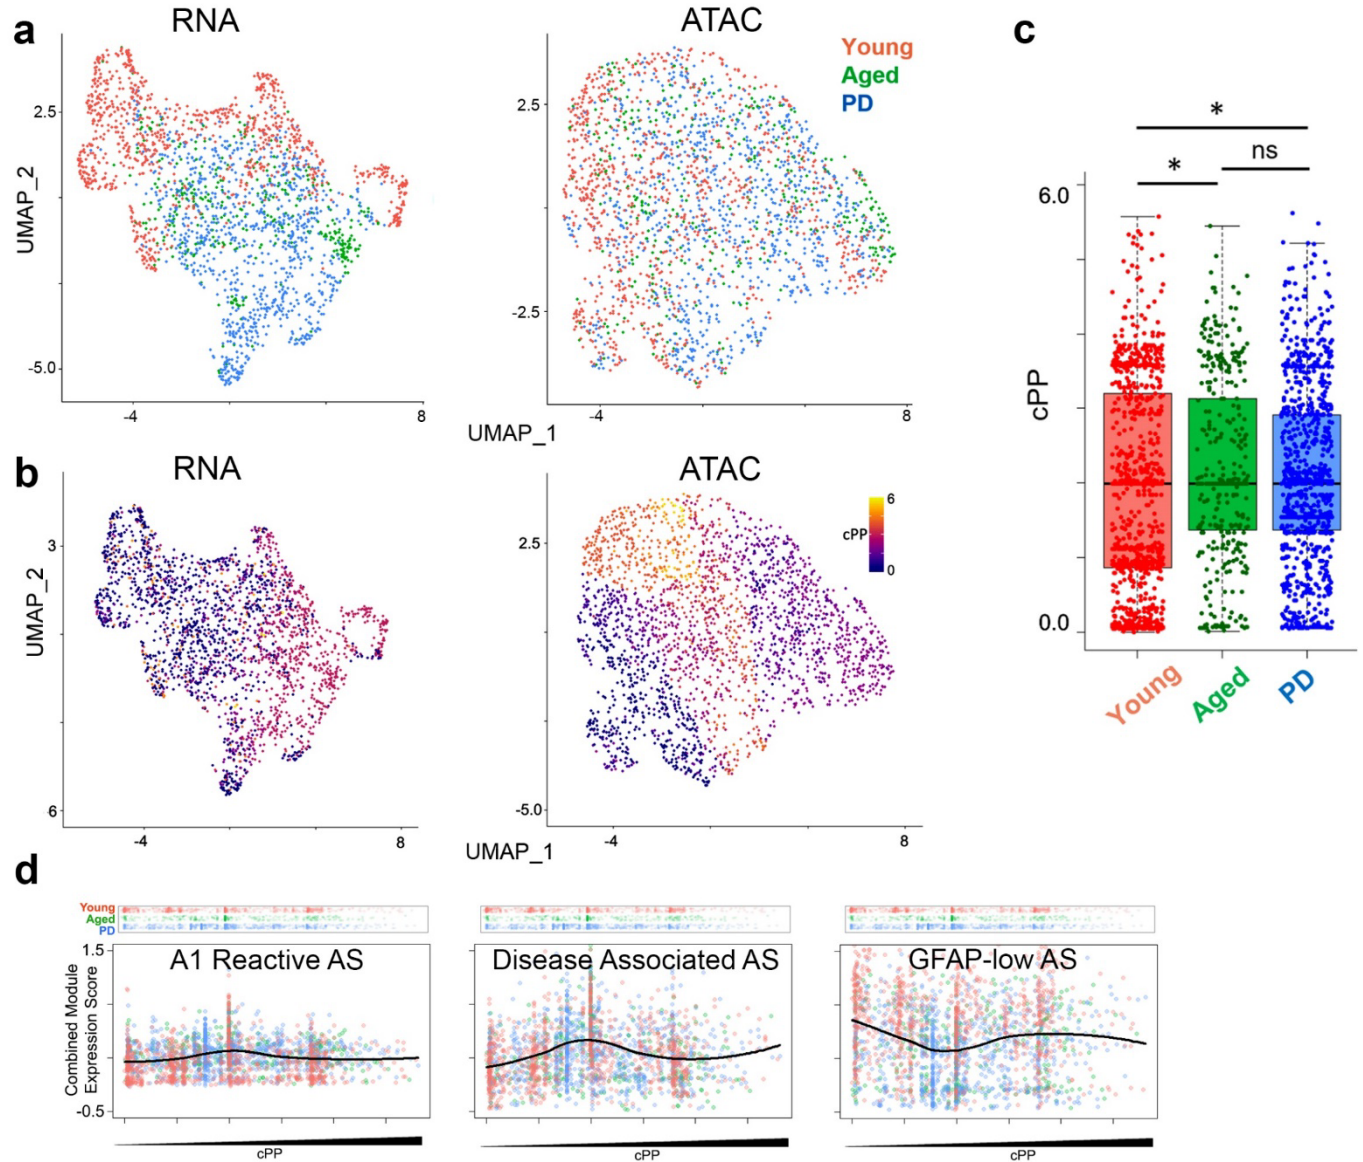 a
RNA
ATAC
Young
Aged
PD
2.5
-5.0
UMAP_2
-4
8
2.5
-2.5
-4
8
UMAP_1
b
RNA
ATAC
3
6
UMAP_2
-4
8
2.5
-5.0
6
cPP
0
-4
8
UMAP_1
c
*
*
ns
6.0
cPP
0.0
Young
Aged
PD
d
Young
Aged
PD
1.5
A1 Reactive AS
Disease Associated AS
GFAP-low AS
Combined Module
Expression Score
-0.5
cPP
cPP
cPP